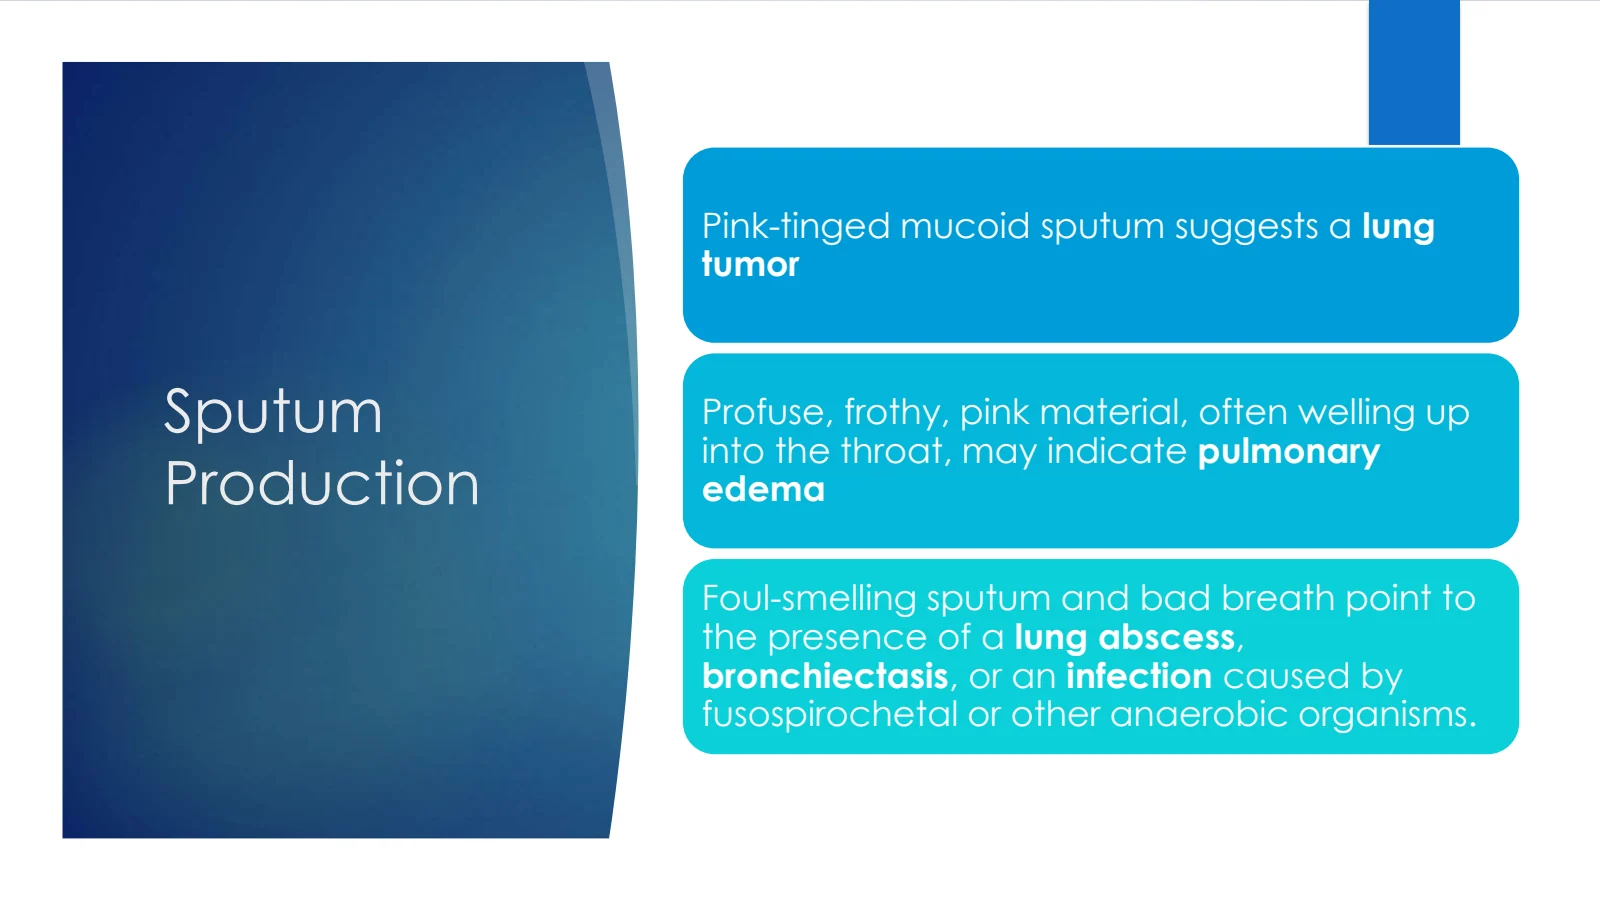 Sputum
Production
Pink-tinged mucoid sputum suggests a lung
tumor
Profuse, frothy, pink material, often welling up
into the throat, may indicate pulmonary
edema
Foul-smelling sputum and bad breath point to
the presence of a lung abscess,
bronchiectasis, or an infection caused by
fusospirochetal or other anaerobic organisms.